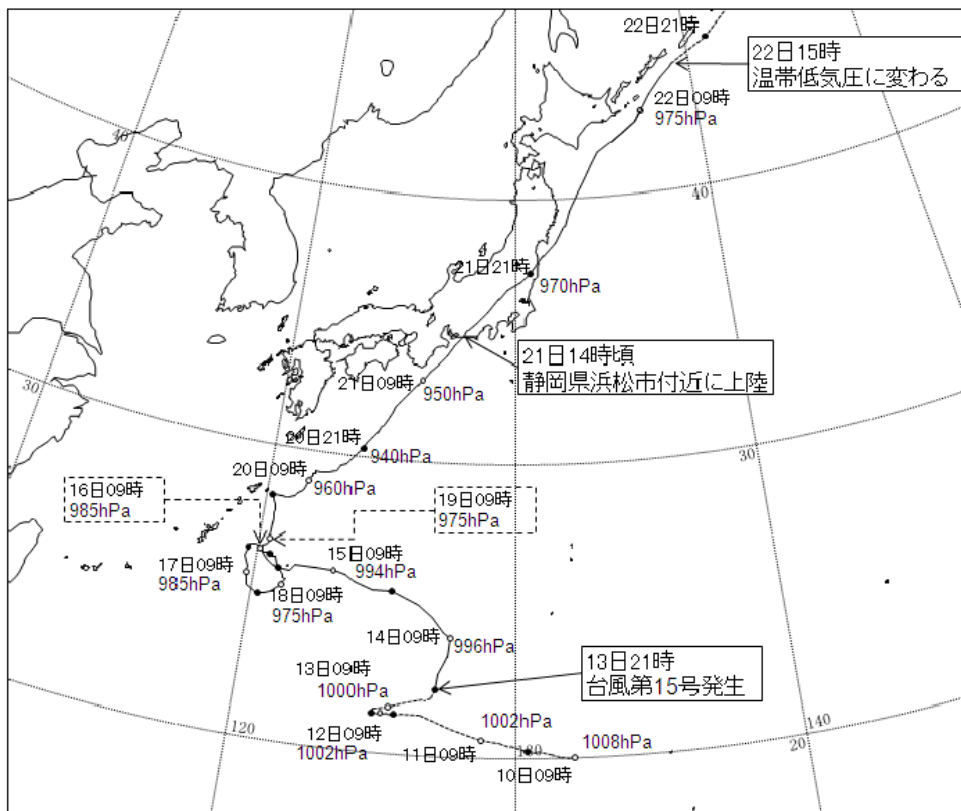 22日21時
22日15時
温帯低気圧に変わる
22日09時
975hPa
40
40
21日21時
970hPa
21日14時頃
静岡県浜松市付近に上陸
21日09時
950hPa
30
30
20日21時
940hPa
20日09時
960hPa
16日09時
985hPa
19日09時
975hPa
15日09時
994hPa
17日09時
985hPa
18日09時
975hPa
14日09時
996hPa
13日21時
台風第15号発生
13日09時
1000hPa
12日09時
1002hPa
1002hPa
11日09時
1008hPa
10日09時
120
130
140
20